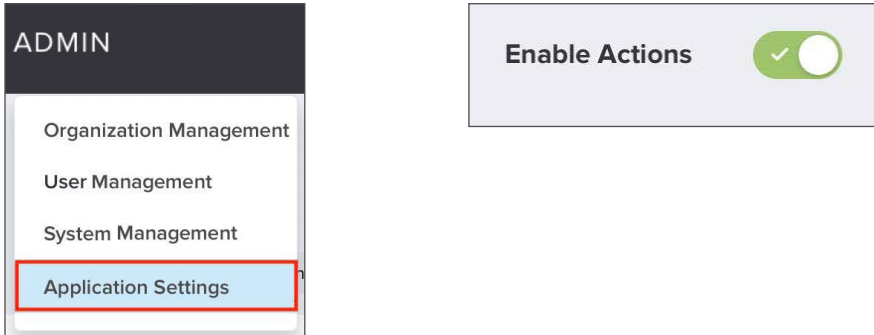 ADMIN
Organization Management
User Management
System Management
Application Settings
Enable Actions